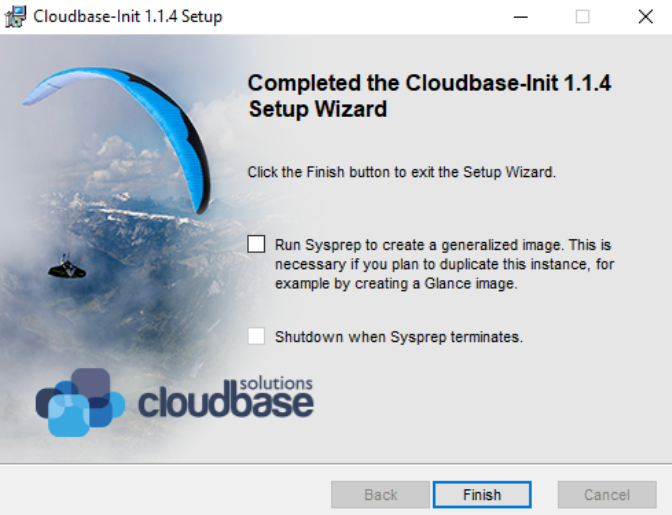 Cloudbase-Init 1.1.4 Setup
Completed the Cloudbase-Init 1.1.4
Setup Wizard
Click the Finish button to exit the Setup Wizard.
Run Sysprep to create a generalized image. This is
necessary if you plan to duplicate this instance, for
example by creating a Glance image.
Shutdown when Sysprep terminates.
solutions
cloudbase
Back
Finish
Cancel